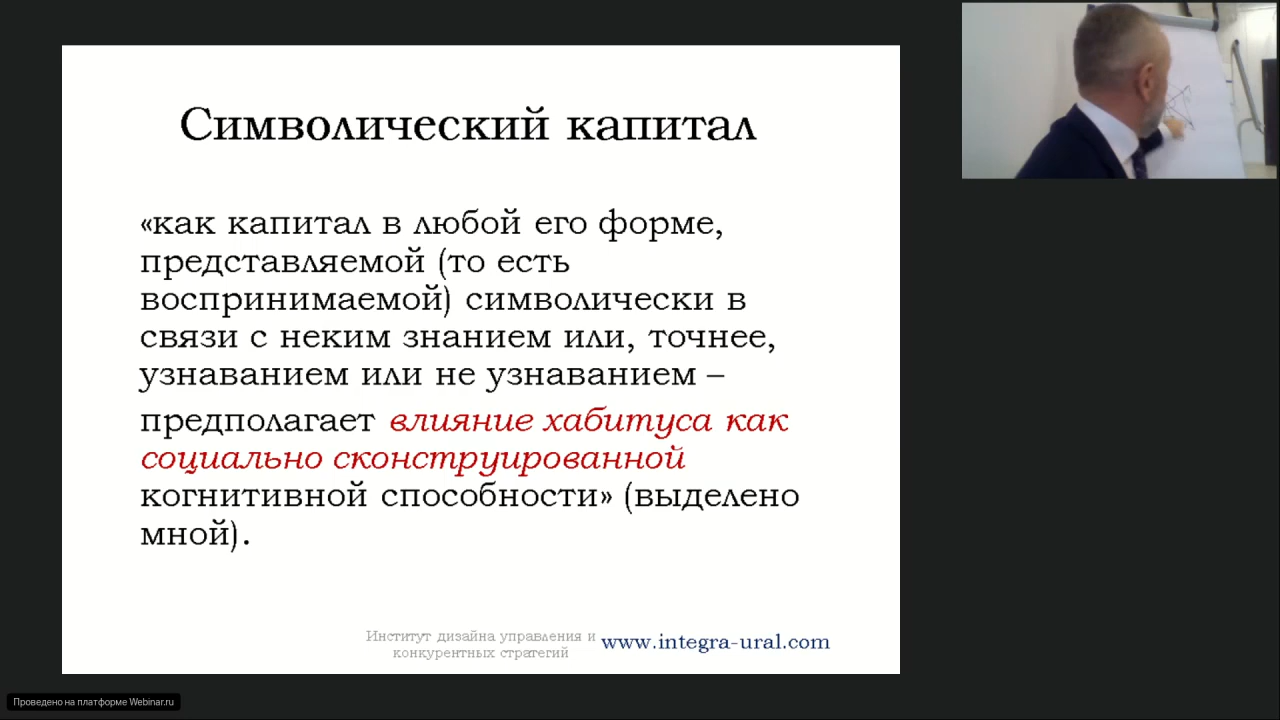 Символический капитал
«как капитал в любой его форме,
представляемой (то есть
воспринимаемой) символически в
связи с неким знанием или, точнее,
узнаванием или не узнаванием –
предполагает влияние хабитуса как
социально сконструированной
когнитивной способности» (выделено
мной).
Институт дизайна управления и
конкурентных стратегий
www.integra-ural.com
Проведено на платформе Webinar.ru